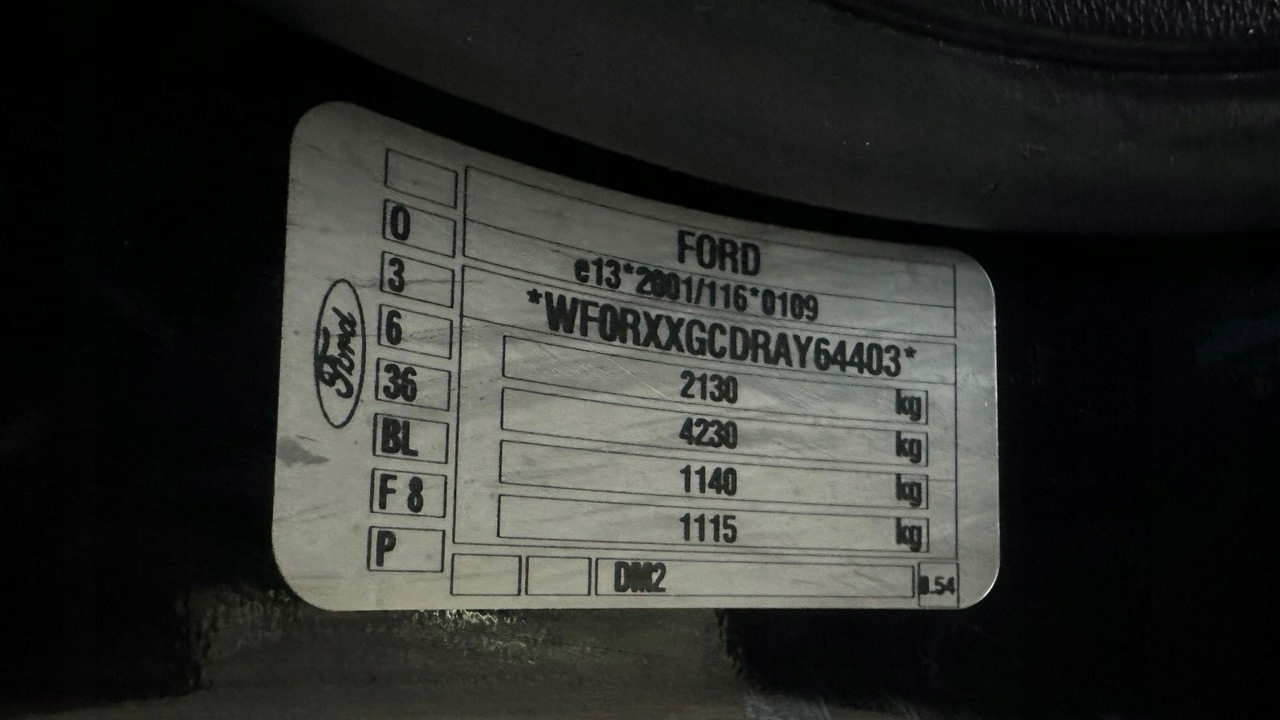 Ford
0
3
6
36
BL
F 8
P
FORD
e13*2001/116*0109
*WF0RXXGCDRAY64403*
2130 kg
4230 kg
1140 kg
1115 kg
DM2
0.54